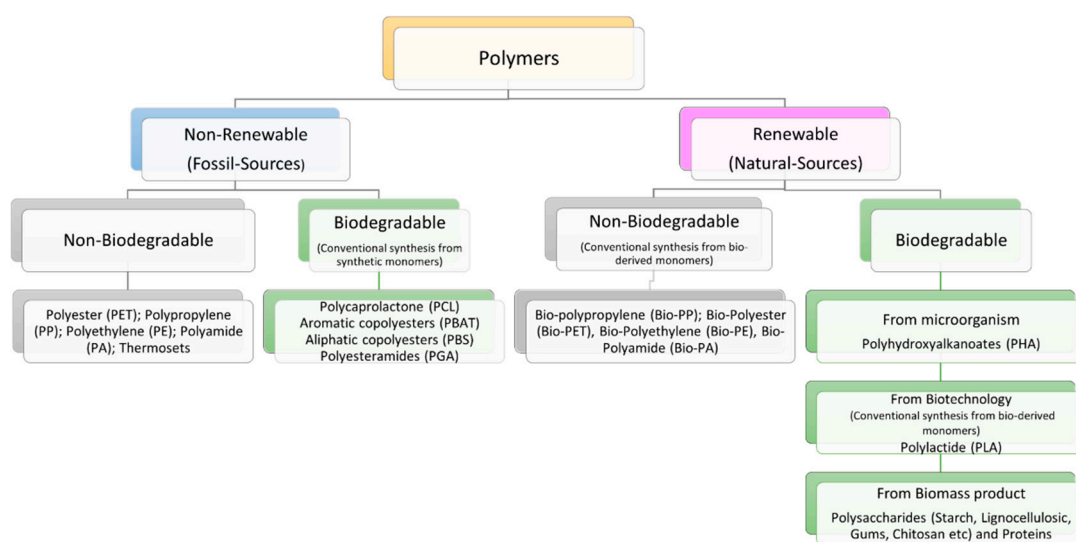 Polymers
Non-Renewable
(Fossil-Sources)
Renewable
(Natural-Sources)
Non-Biodegradable
Biodegradable
(Conventional synthesis from
synthetic monomers)
Non-Biodegradable
(Conventional synthesis from bio-
derived monomers)
Biodegradable
Polyester (PET); Polypropylene
(PP); Polyethylene (PE); Polyamide
(PA); Thermosets
Polycaprolactone (PCL)
Aromatic copolyesters (PBAT)
Aliphatic copolyesters (PBS)
Polyesteramides (PGA)
Bio-polypropylene (Bio-PP); Bio-Polyester
(Bio-PET), Bio-Polyethylene (Bio-PE), Bio-
Polyamide (Bio-PA)
From microorganism
Polyhydroxyalkanoates (PHA)
From Biotechnology
(Conventional synthesis from bio-derived
monomers)
Polylactide (PLA)
From Biomass product
Polysaccharides (Starch, Lignocellulosic,
Gums, Chitosan etc) and Proteins